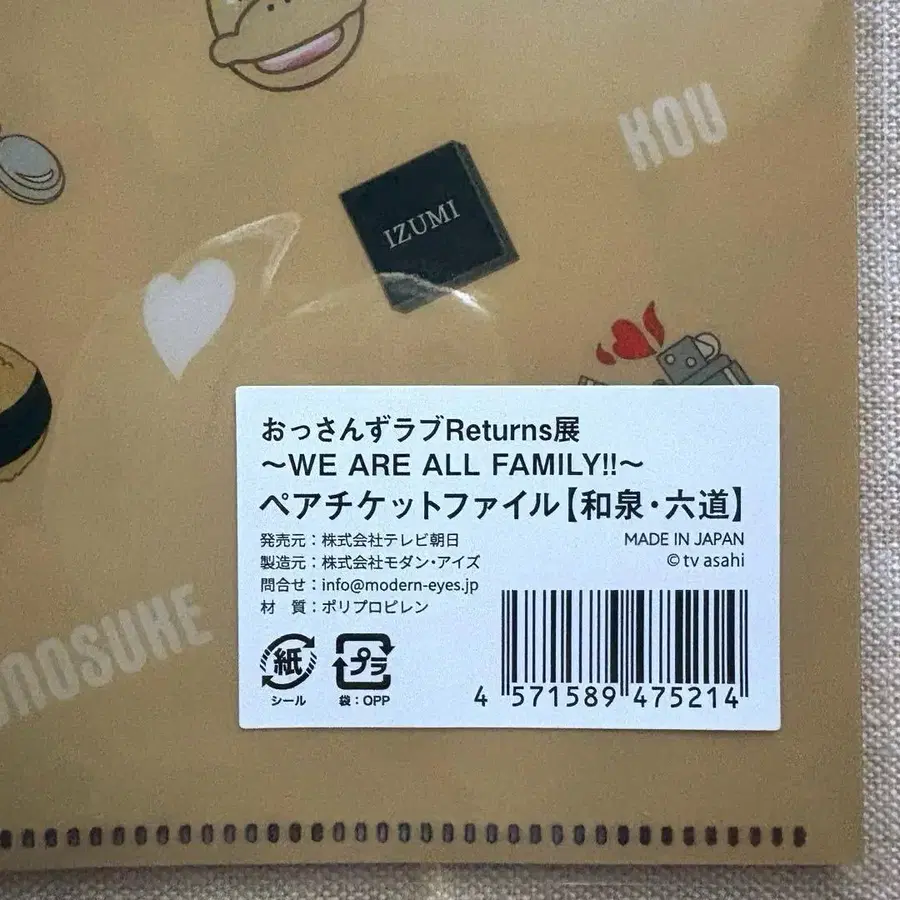 KOU
IZUMI
おっさんずラブReturns展
〜WE ARE ALL FAMILY!!〜
ペアチケットファイル【和泉・六道】
発売元：株式会社テレビ朝日
製造元：株式会社モダン・アイズ
問合せ：info@modern-eyes.jp
材　質：ポリプロピレン
MADE IN JAPAN
© tv asahi
紙
シール
プラ
袋：OPP
4 571589 475214